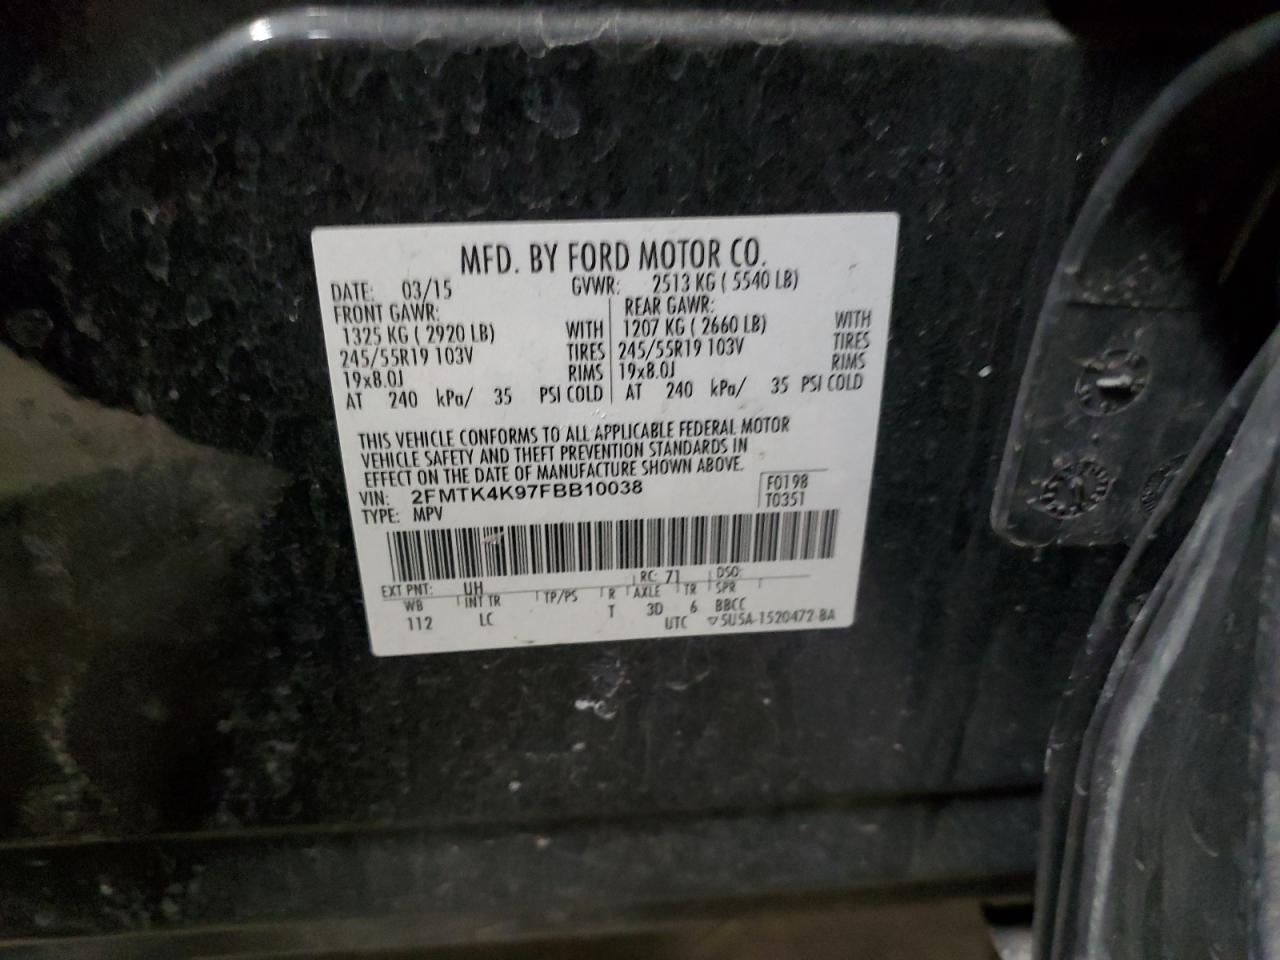 MFD. BY FORD MOTOR CO.
DATE: 03/15 GVWR: 2513 KG ( 5540 LB)
FRONT GAWR: REAR GAWR:
1325 KG ( 2920 LB) WITH 1207 KG ( 2660 LB) WITH
245/55R19 103V TIRES 245/55R19 103V TIRES
19x8.0J RIMS 19x8.0J RIMS
AT 240 kPa/ 35 PSI COLD AT 240 kPa/ 35 PSI COLD
THIS VEHICLE CONFORMS TO ALL APPLICABLE FEDERAL MOTOR
VEHICLE SAFETY AND THEFT PREVENTION STANDARDS IN
EFFECT ON THE DATE OF MANUFACTURE SHOWN ABOVE.
VIN: 2FMTK4K97FBB10038 F0198
TYPE: MPV T0351
EXT PNT: UH RC: 71 DSO:
WB INT TR TP/PS R AXLE TR SPR
112 LC T 3D 6 BBCC
UTC ▽5U5A-1520472-BA